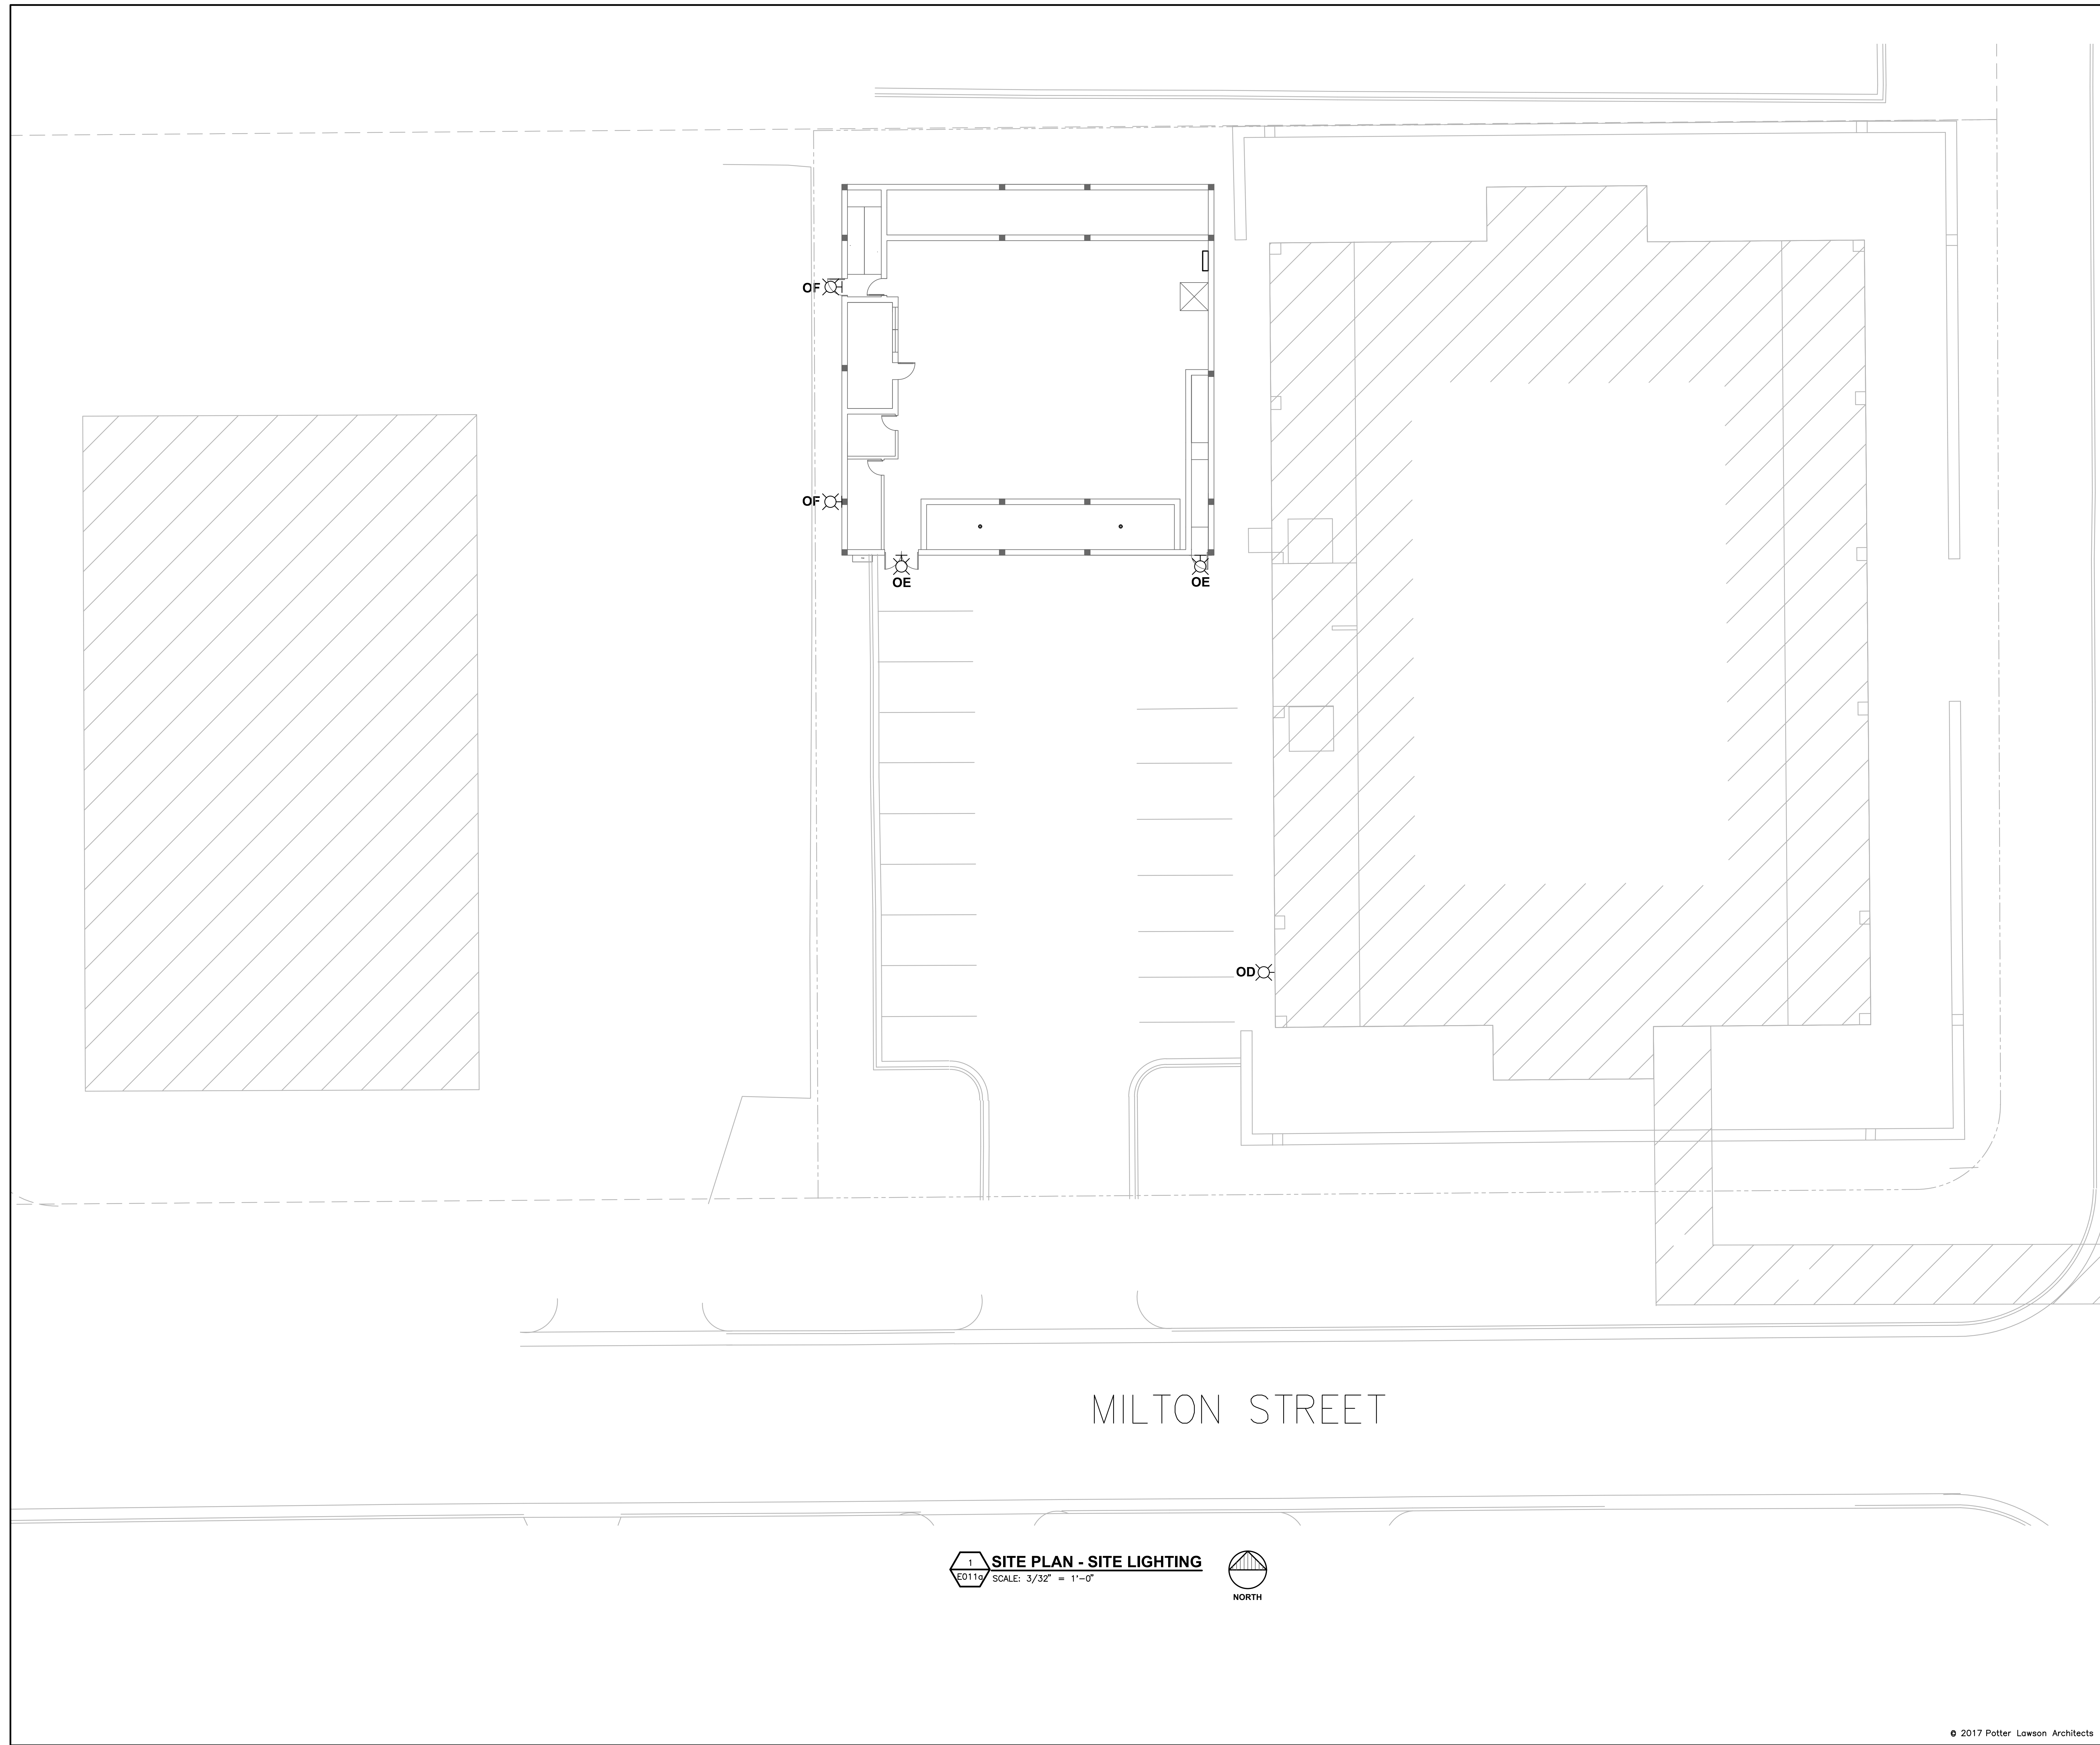 OF
OF
OE
OE
OD
MILTON STREET
1
E011a
SITE PLAN - SITE LIGHTING
SCALE: 3/32" = 1'-0"
NORTH
© 2017 Potter Lawson Architects